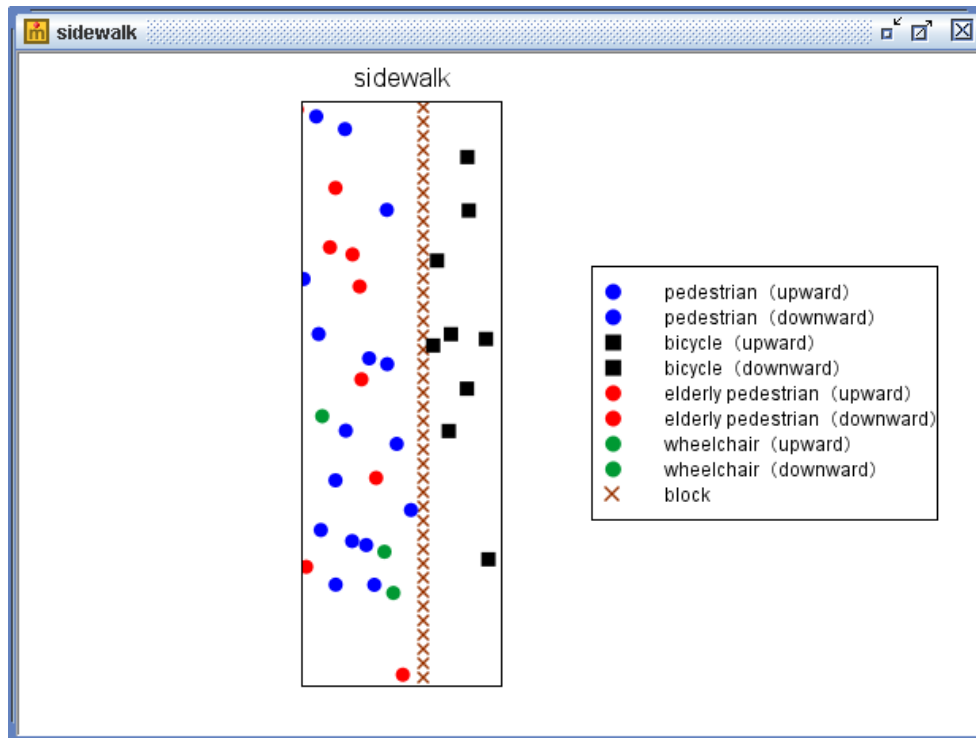 sidewalk
sidewalk
pedestrian（upward）
pedestrian（downward）
bicycle（upward）
bicycle（downward）
elderly pedestrian（upward）
elderly pedestrian（downward）
wheelchair（upward）
wheelchair（downward）
block